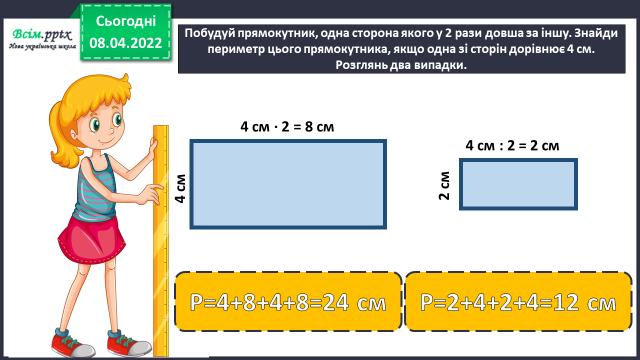 Всім.pptx
Нова українська школа
Сьогодні
08.04.2022
Побудуй прямокутник, одна сторона якого у 2 рази довша за іншу. Знайди
периметр цього прямокутника, якщо одна зі сторін дорівнює 4 см.
Розглянь два випадки.
4 см · 2 = 8 см
4 см
4 см : 2 = 2 см
2 см
Р=4+8+4+8=24 см
Р=2+4+2+4=12 см